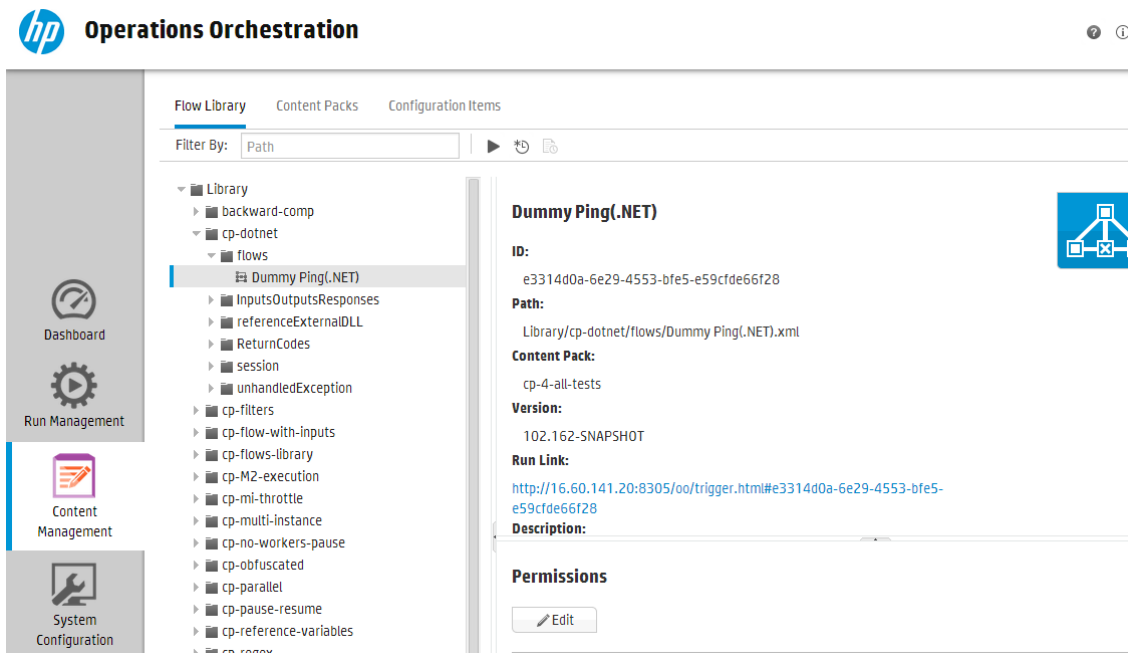 hp
Operations Orchestration
Flow Library
Content Packs
Configuration Items
Filter By:
Path
Library
backward-comp
cp-dotnet
flows
Dummy Ping(.NET)
InputsOutputsResponses
referenceExternalDLL
ReturnCodes
session
unhandledException
cp-filters
cp-flow-with-inputs
cp-flows-library
cp-M2-execution
cp-mi-throttle
cp-multi-instance
cp-no-workers-pause
cp-obfuscated
cp-parallel
cp-pause-resume
cp-reference-variables
cp-regex
Dashboard
Run Management
Content
Management
System
Configuration
Dummy Ping(.NET)
ID:
e3314d0a-6e29-4553-bfe5-e59cfde66f28
Path:
Library/cp-dotnet/flows/Dummy Ping(.NET).xml
Content Pack:
cp-4-all-tests
Version:
102.162-SNAPSHOT
Run Link:
http://16.60.141.20:8305/oo/trigger.html#e3314d0a-6e29-4553-bfe5-
e59cfde66f28
Description:
Permissions
Edit